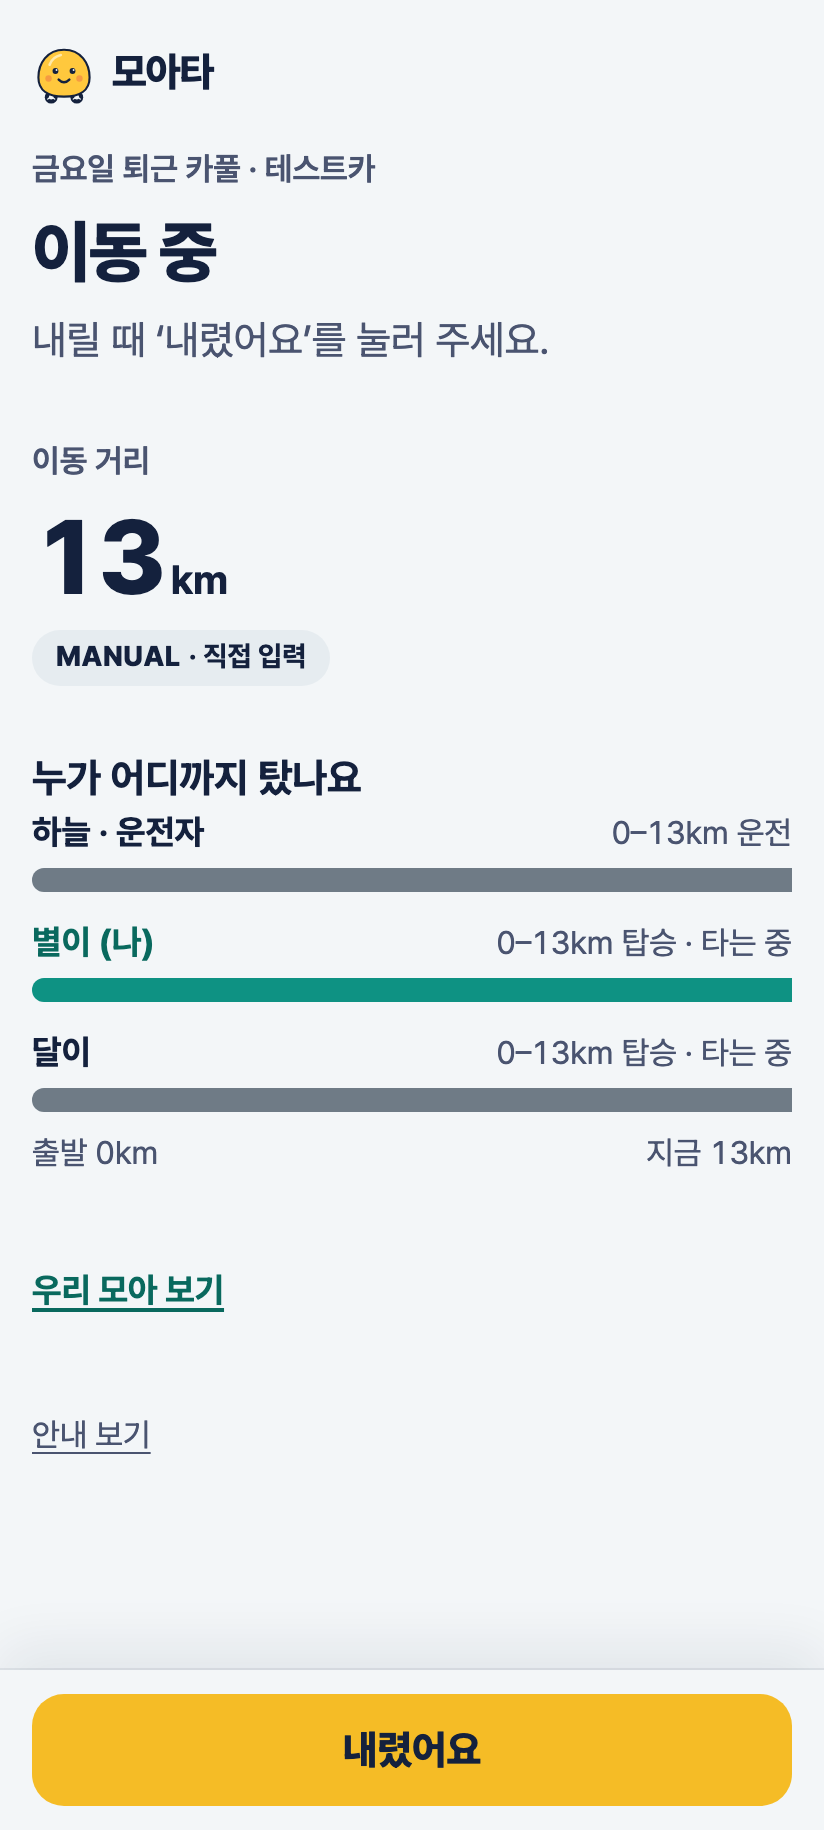 모아타
금요일 퇴근 카풀 · 테스트카
이동 중
내릴 때 ‘내렸어요’를 눌러 주세요.
이동 거리
13 km
MANUAL · 직접 입력
누가 어디까지 탔나요
하늘 · 운전자 0–13km 운전
별이 (나) 0–13km 탑승 · 타는 중
달이 0–13km 탑승 · 타는 중
출발 0km 지금 13km
우리 모아 보기
안내 보기
내렸어요